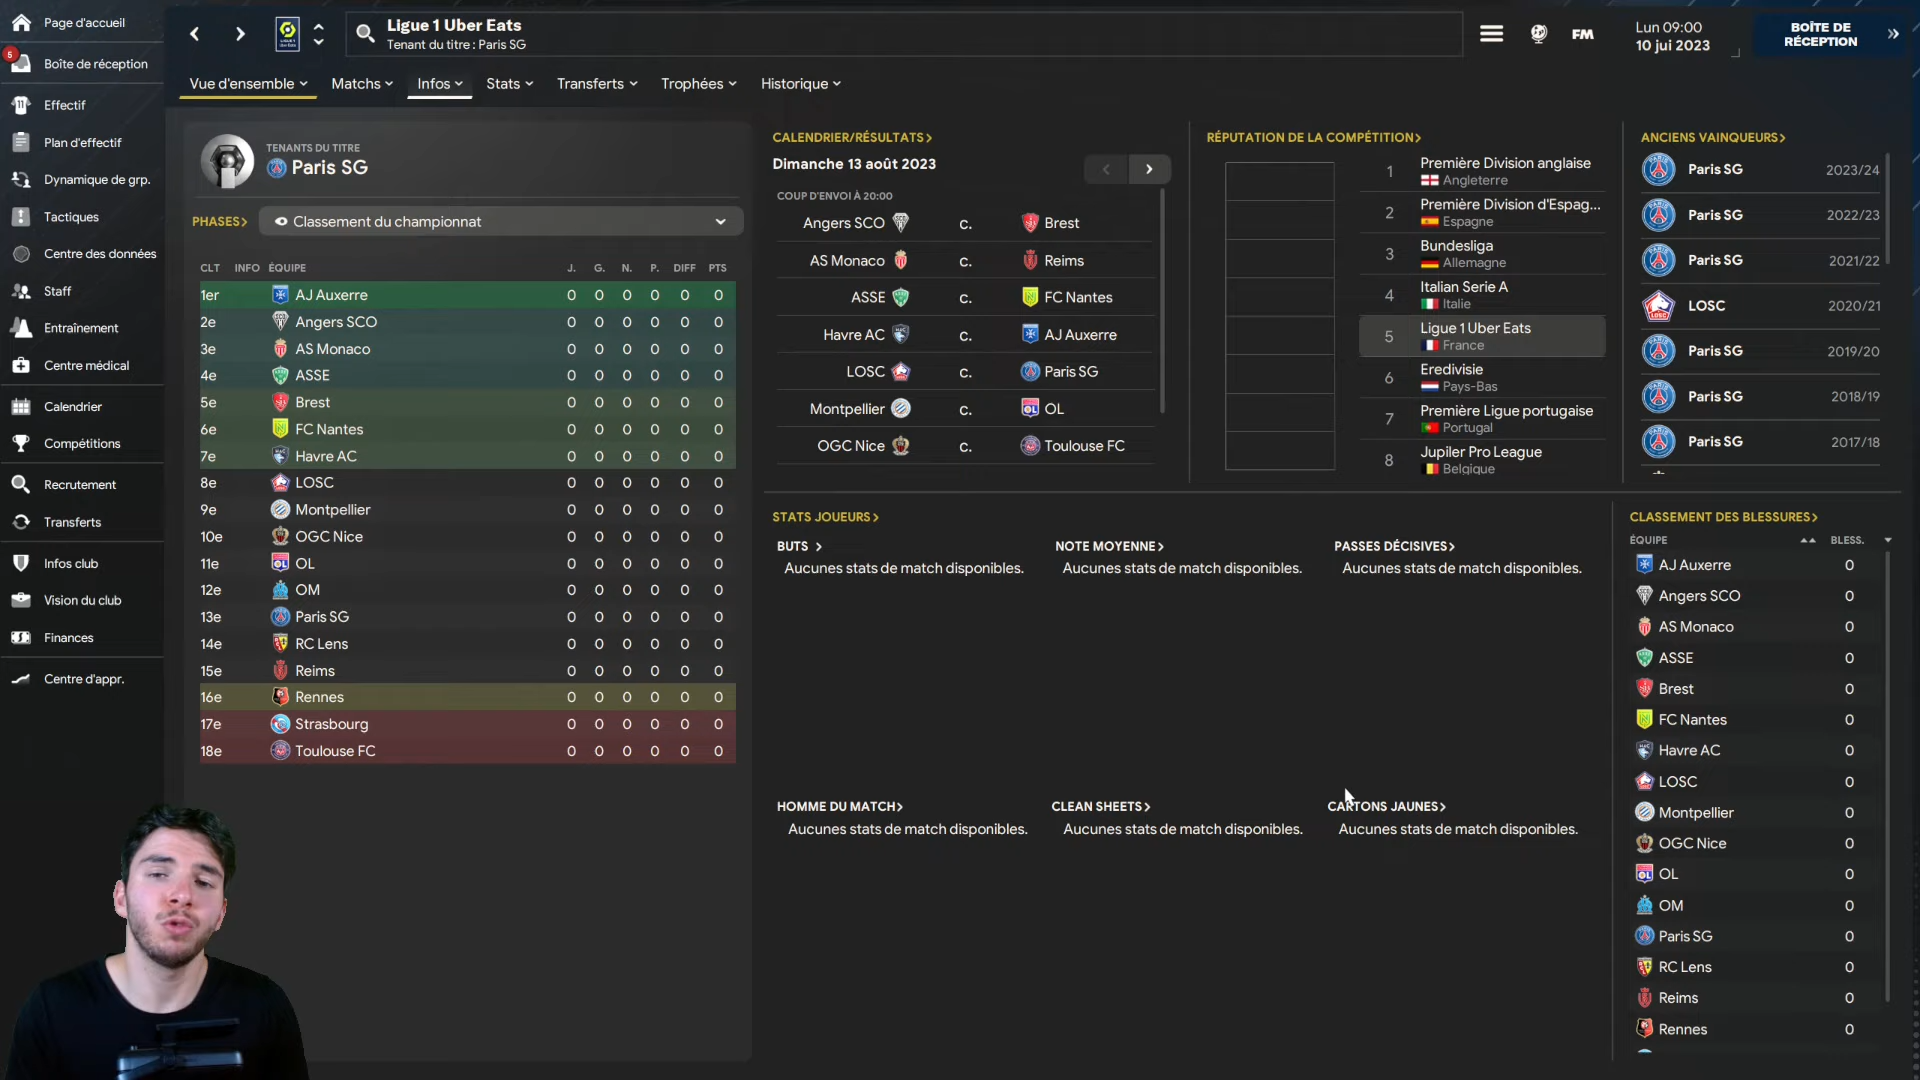 Page d'accueil
5
Boîte de réception
Effectif
Plan d'effectif
Dynamique de grp.
Tactiques
Centre des données
Staff
Entraînement
Centre médical
Calendrier
Compétitions
Recrutement
Transferts
Infos club
Vision du club
Finances
Centre d'appr.
Ligue 1 Uber Eats
Tenant du titre : Paris SG
FM
Lun 09:00
10 jui 2023
BOÎTE DE
RÉCEPTION
Vue d'ensemble Matchs Infos Stats Transferts Trophées Historique
TENANTS DU TITRE
Paris SG
PHASES> Classement du championnat
CLT INFO ÉQUIPE J. G. N. P. DIFF PTS
1er AJ Auxerre 0 0 0 0 0 0
2e Angers SCO 0 0 0 0 0 0
3e AS Monaco 0 0 0 0 0 0
4e ASSE 0 0 0 0 0 0
5e Brest 0 0 0 0 0 0
6e FC Nantes 0 0 0 0 0 0
7e Havre AC 0 0 0 0 0 0
8e LOSC 0 0 0 0 0 0
9e Montpellier 0 0 0 0 0 0
10e OGC Nice 0 0 0 0 0 0
11e OL 0 0 0 0 0 0
12e OM 0 0 0 0 0 0
13e Paris SG 0 0 0 0 0 0
14e RC Lens 0 0 0 0 0 0
15e Reims 0 0 0 0 0 0
16e Rennes 0 0 0 0 0 0
17e Strasbourg 0 0 0 0 0 0
18e Toulouse FC 0 0 0 0 0 0
CALENDRIER/RÉSULTATS>
Dimanche 13 août 2023
COUP D'ENVOI À 20:00
Angers SCO c. Brest
AS Monaco c. Reims
ASSE c. FC Nantes
Havre AC c. AJ Auxerre
LOSC c. Paris SG
Montpellier c. OL
OGC Nice c. Toulouse FC
RÉPUTATION DE LA COMPÉTITION>
1 Première Division anglaise
Angleterre
2 Première Division d'Espag...
Espagne
3 Bundesliga
Allemagne
4 Italian Serie A
Italie
5 Ligue 1 Uber Eats
France
6 Eredivisie
Pays-Bas
7 Première Ligue portugaise
Portugal
8 Jupiler Pro League
Belgique
ANCIENS VAINQUEURS>
Paris SG 2023/24
Paris SG 2022/23
Paris SG 2021/22
LOSC 2020/21
Paris SG 2019/20
Paris SG 2018/19
Paris SG 2017/18
STATS JOUEURS>
BUTS > NOTE MOYENNE> PASSES DÉCISIVES>
Aucunes stats de match disponibles. Aucunes stats de match disponibles. Aucunes stats de match disponibles.
HOMME DU MATCH> CLEAN SHEETS> CARTONS JAUNES>
Aucunes stats de match disponibles. Aucunes stats de match disponibles. Aucunes stats de match disponibles.
CLASSEMENT DES BLESSURES>
ÉQUIPE BLESS.
AJ Auxerre 0
Angers SCO 0
AS Monaco 0
ASSE 0
Brest 0
FC Nantes 0
Havre AC 0
LOSC 0
Montpellier 0
OGC Nice 0
OL 0
OM 0
Paris SG 0
RC Lens 0
Reims 0
Rennes 0